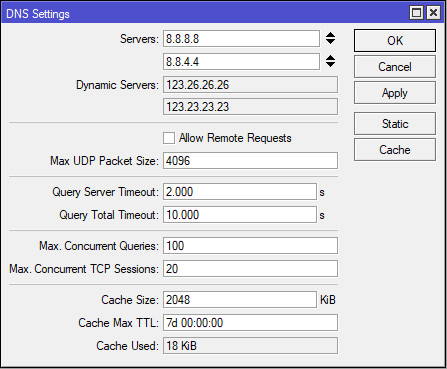 DNS Settings
Servers: 8.8.8.8
OK
8.8.4.4
Cancel
Dynamic Servers: 123.26.26.26
Apply
123.23.23.23
Static
Allow Remote Requests
Cache
Max UDP Packet Size: 4096
Query Server Timeout: 2.000 s
Query Total Timeout: 10.000 s
Max. Concurrent Queries: 100
Max. Concurrent TCP Sessions: 20
Cache Size: 2048 KiB
Cache Max TTL: 7d 00:00:00
Cache Used: 18 KiB